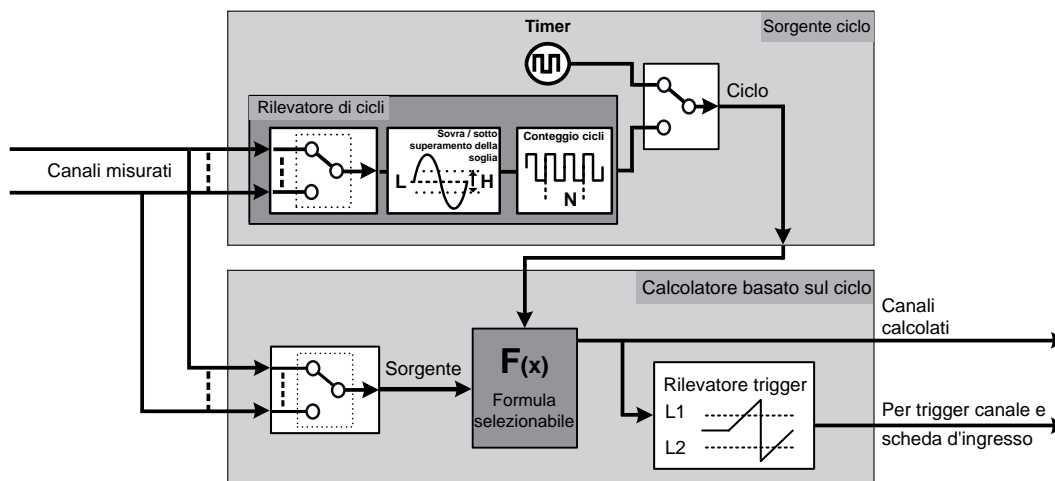 Sorgente ciclo
Timer
Ciclo
Rilevatore di cicli
Sovra / sotto
superamento della
soglia
L
H
Conteggio cicli
N
Canali misurati
Calcolatore basato sul ciclo
Sorgente
F(x)
Formula
selezionabile
Canali
calcolati
Rilevatore trigger
L1
L2
Per trigger canale e
scheda d'ingresso